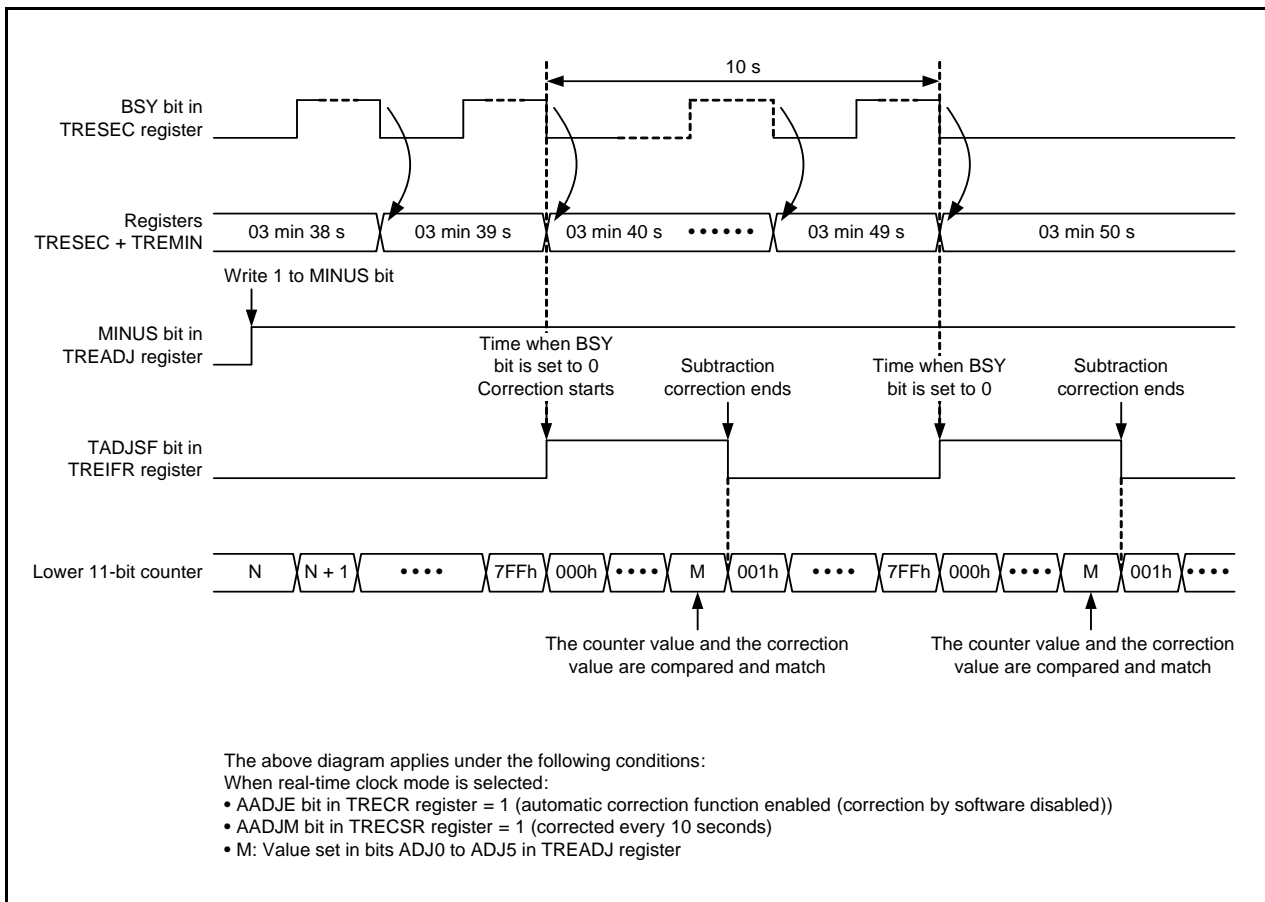 10 s
BSY bit in
TRESEC register
Registers
TRESEC + TREMIN
03 min 38 s
03 min 39 s
03 min 40 s
••••••
03 min 49 s
03 min 50 s
Write 1 to MINUS bit
MINUS bit in
TREADJ register
Time when BSY
bit is set to 0
Correction starts
Subtraction
correction ends
Time when BSY
bit is set to 0
Subtraction
correction ends
TADJSF bit in
TREIFR register
Lower 11-bit counter
N
N + 1
••••
7FFh
000h
••••
M
001h
••••
7FFh
000h
••••
M
001h
••••
The counter value and the correction
value are compared and match
The counter value and the correction
value are compared and match
The above diagram applies under the following conditions:
When real-time clock mode is selected:
• AADJE bit in TRECR register = 1 (automatic correction function enabled (correction by software disabled))
• AADJM bit in TRECSR register = 1 (corrected every 10 seconds)
• M: Value set in bits ADJ0 to ADJ5 in TREADJ register